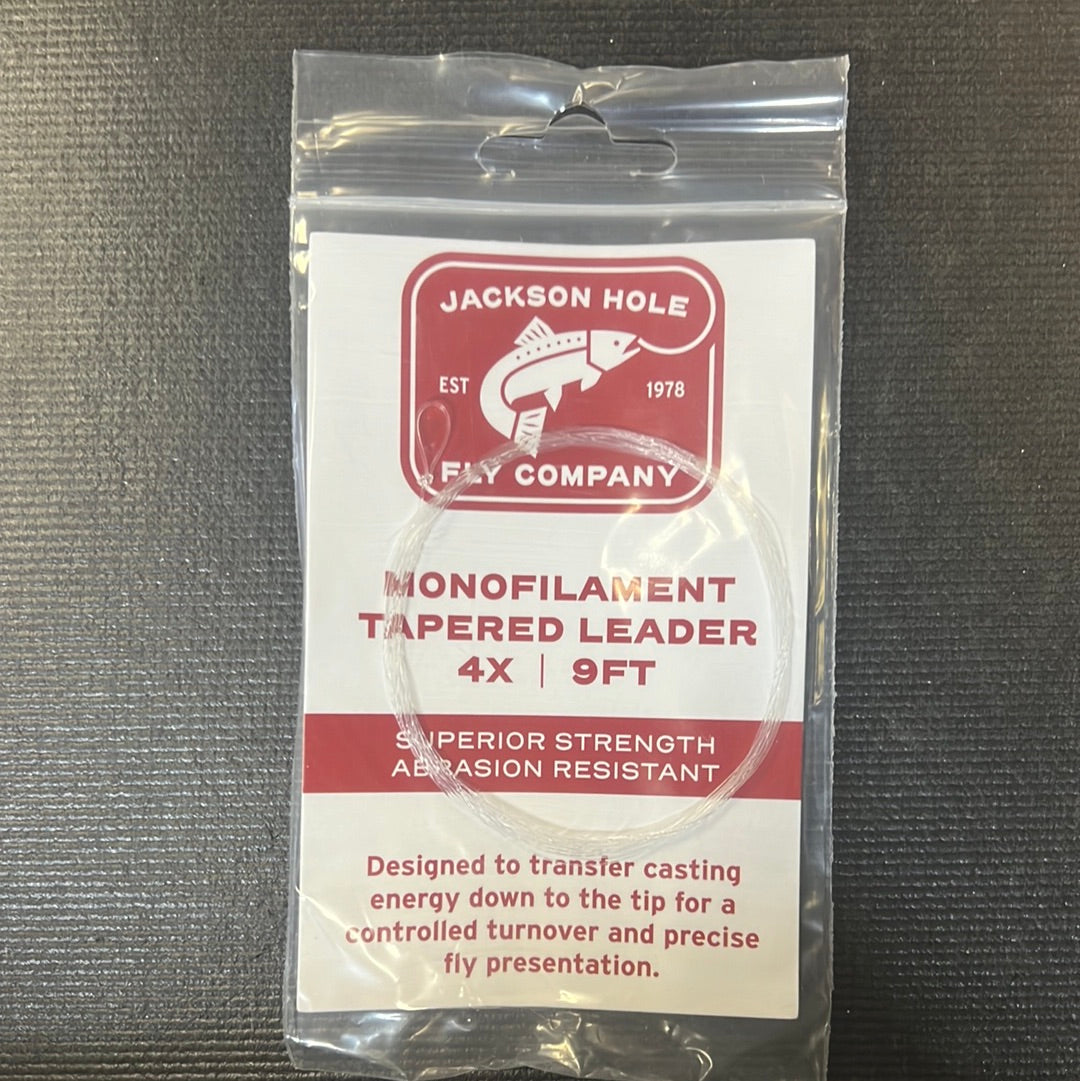 JACKSON HOLE
EST 1978
FLY COMPANY
MONOFILAMENT
TAPERED LEADER
4X | 9FT
SUPERIOR STRENGTH
ABRASION RESISTANT
Designed to transfer casting
energy down to the tip for a
controlled turnover and precise
fly presentation.